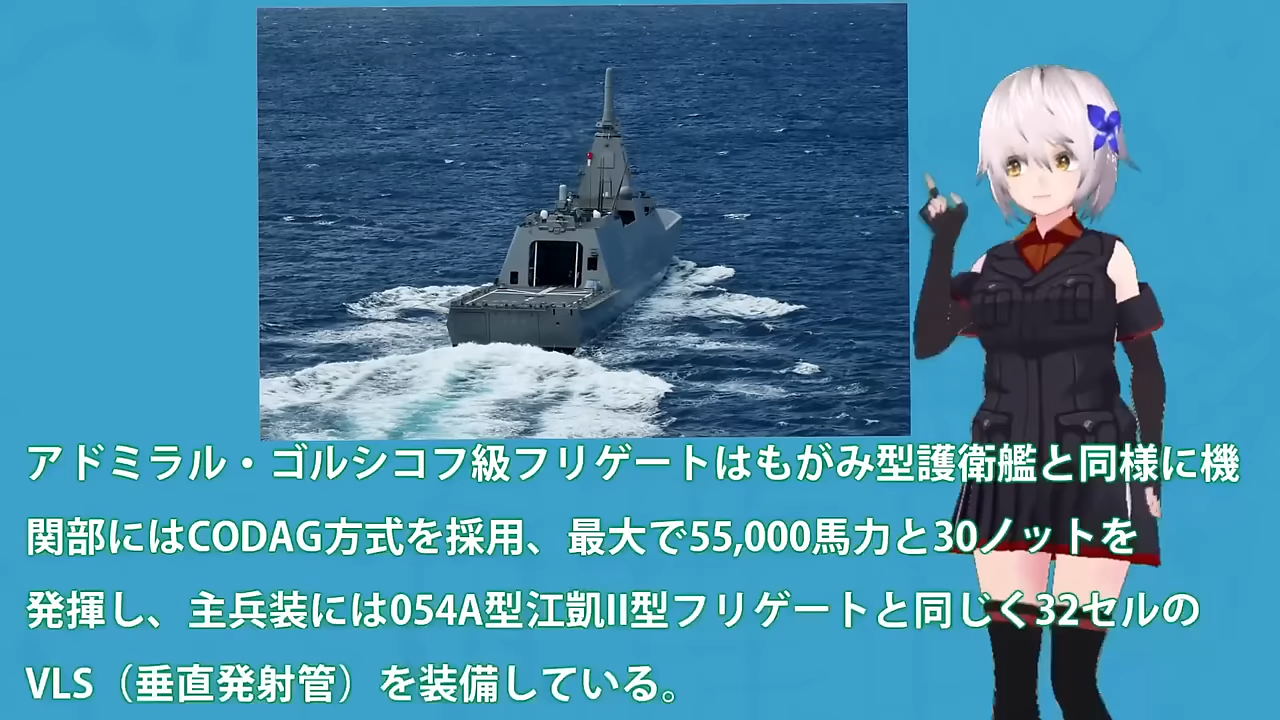 アドミラル・ゴルシコフ級フリゲートはもがみ型護衛艦と同様に機
関部にはCODAG方式を採用、最大で55,000馬力と30ノットを
発揮し、主兵装には054A型江凱II型フリゲートと同じく32セルの
VLS（垂直発射管）を装備している。